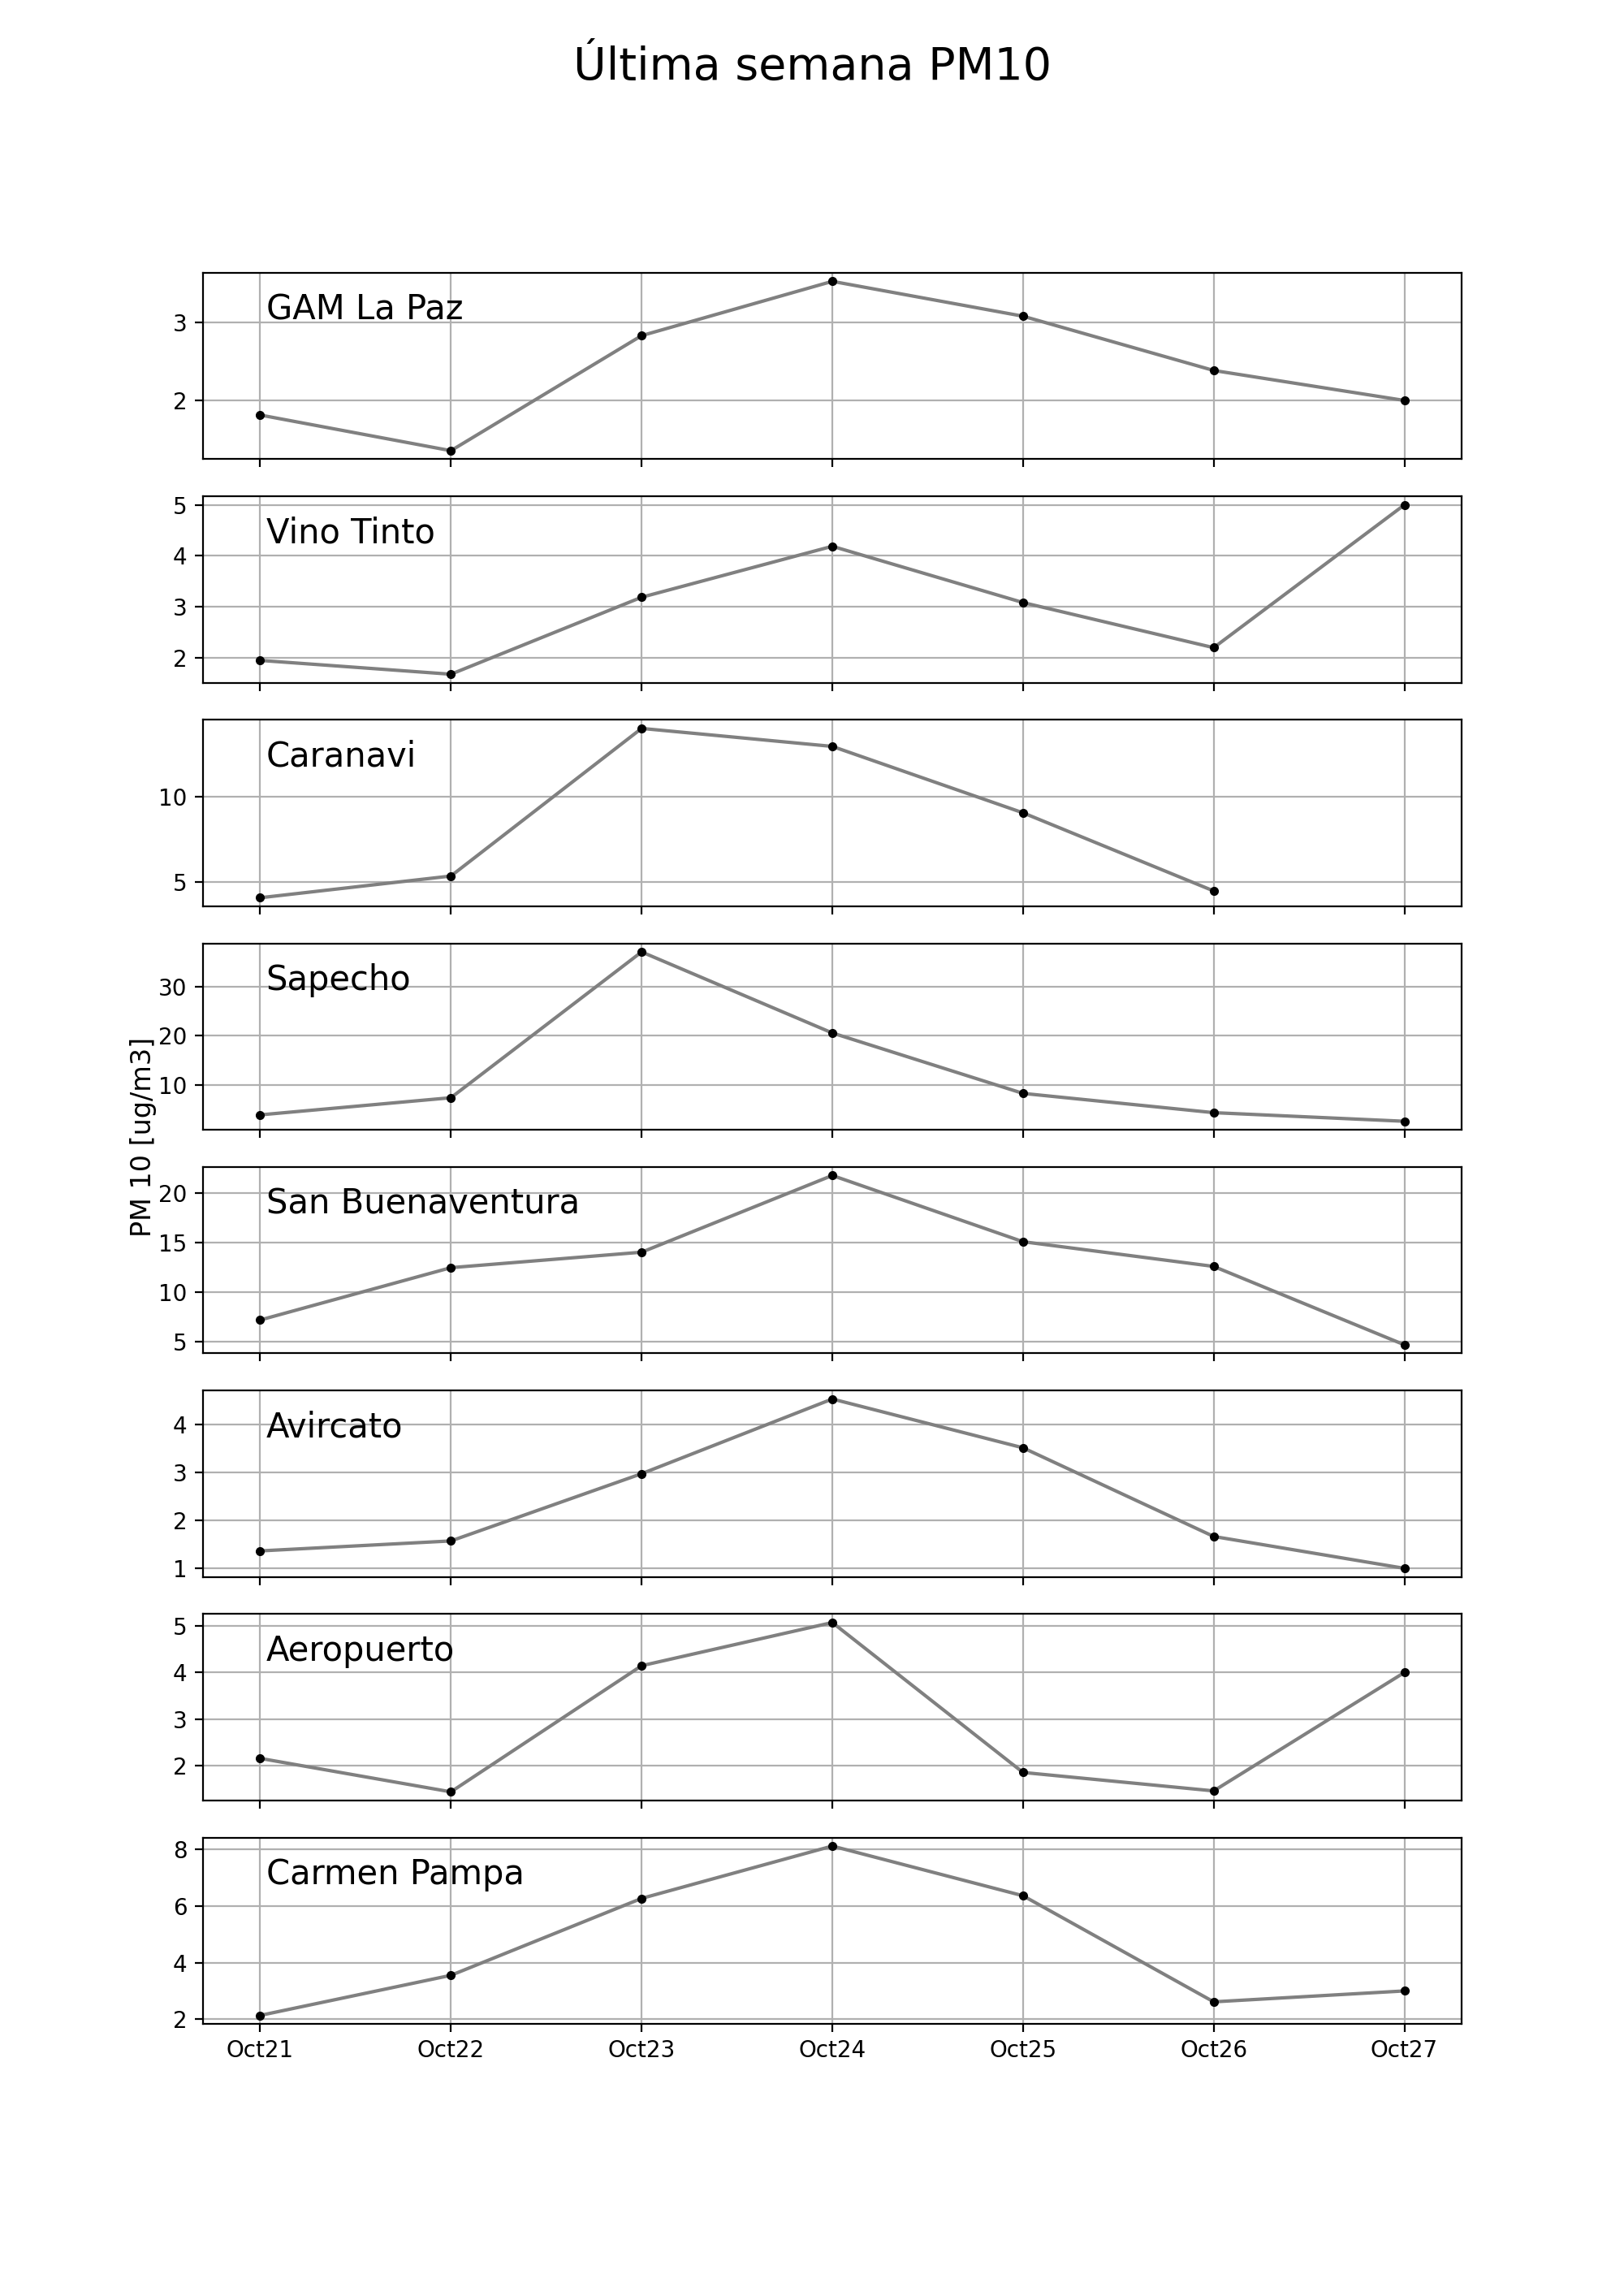 Última semana PM10
GAM La Paz
3
2
Vino Tinto
5
4
3
2
Caranavi
10
5
Sapecho
30
20
10
PM 10 [ug/m3]
San Buenaventura
20
15
10
5
Avircato
4
3
2
1
Aeropuerto
5
4
3
2
Carmen Pampa
8
6
4
2
Oct21 Oct22 Oct23 Oct24 Oct25 Oct26 Oct27